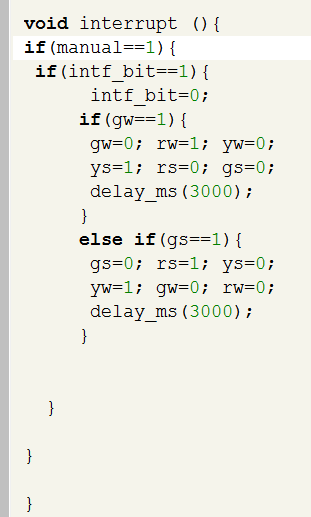 void interrupt (){
if(manual==1){
if(intf_bit==1){
intf_bit=0;
if(gw==1){
gw=0; rw=1; yw=0;
ys=1; rs=0; gs=0;
delay_ms(3000);
}
else if(gs==1){
gs=0; rs=1; ys=0;
yw=1; gw=0; rw=0;
delay_ms(3000);
}
}
}
}